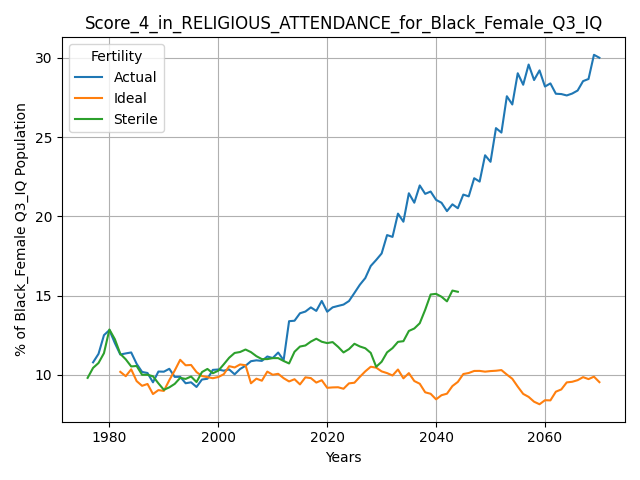 Score_4_in_RELIGIOUS_ATTENDANCE_for_Black_Female_Q3_IQ
Fertility
Actual
Ideal
Sterile
% of Black_Female Q3_IQ Population
30
25
20
15
10
1980
2000
2020
2040
2060
Years